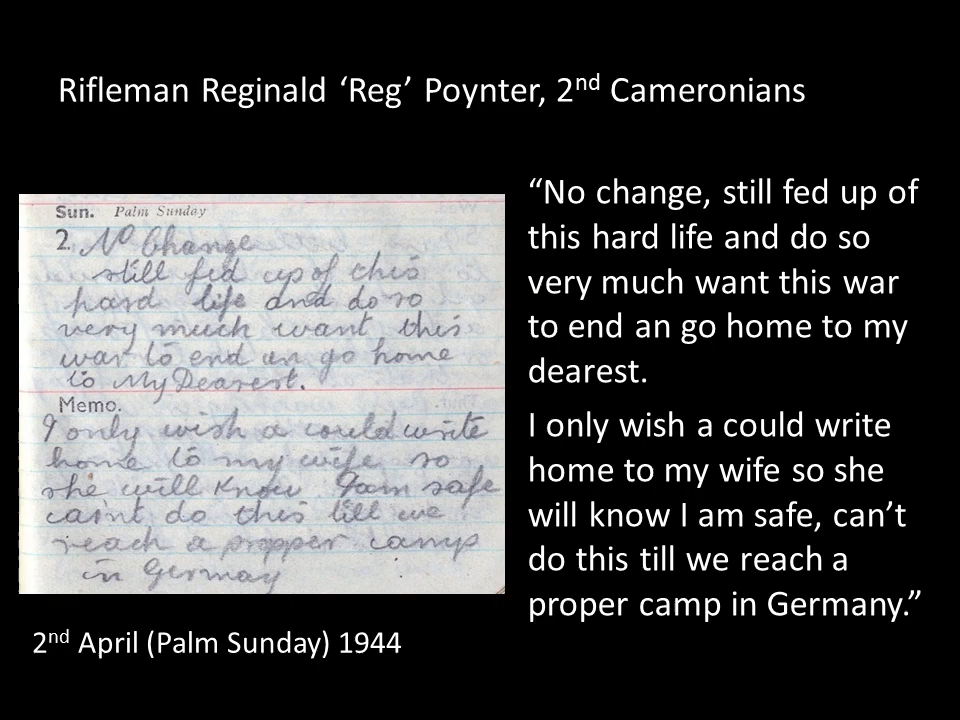 Rifleman Reginald ‘Reg’ Poynter, 2nd Cameronians
Sun. Palm Sunday
2 No Change
still fed up of this
hard life and do so
very much want this
war to end an go home
to My Dearest.
Memo.
I only wish a could write
home to my wife so
she will know I am safe
carn't do this till we
reach a propper camp
in Germay
2nd April (Palm Sunday) 1944
“No change, still fed up of
this hard life and do so
very much want this war
to end an go home to my
dearest.
I only wish a could write
home to my wife so she
will know I am safe, can’t
do this till we reach a
proper camp in Germany.”